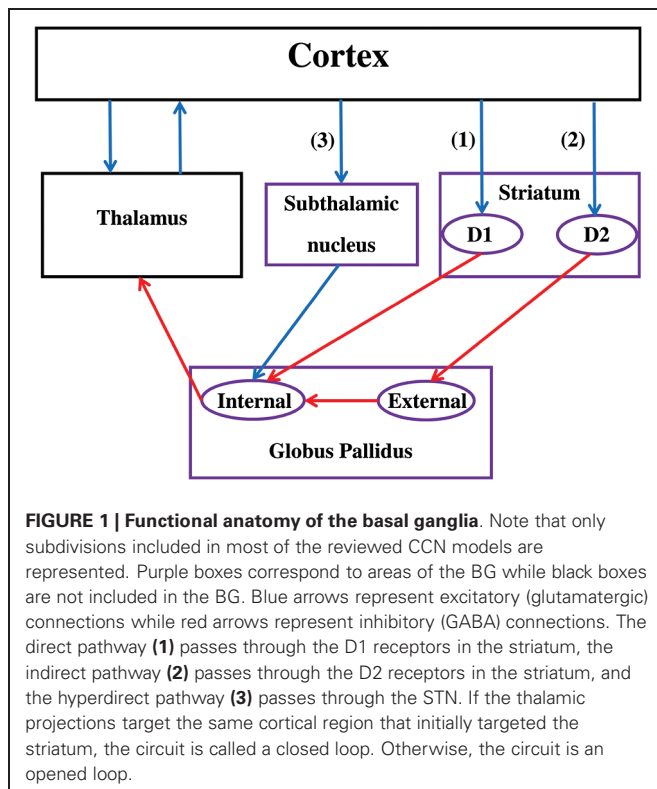 Cortex
(3)
(1)
(2)
Thalamus
Subthalamic
nucleus
Striatum
D1
D2
Internal
External
Globus Pallidus
FIGURE 1 | Functional anatomy of the basal ganglia. Note that only
subdivisions included in most of the reviewed CCN models are
represented. Purple boxes correspond to areas of the BG while black boxes
are not included in the BG. Blue arrows represent excitatory (glutamatergic)
connections while red arrows represent inhibitory (GABA) connections. The
direct pathway (1) passes through the D1 receptors in the striatum, the
indirect pathway (2) passes through the D2 receptors in the striatum, and
the hyperdirect pathway (3) passes through the STN. If the thalamic
projections target the same cortical region that initially targeted the
striatum, the circuit is called a closed loop. Otherwise, the circuit is an
opened loop.